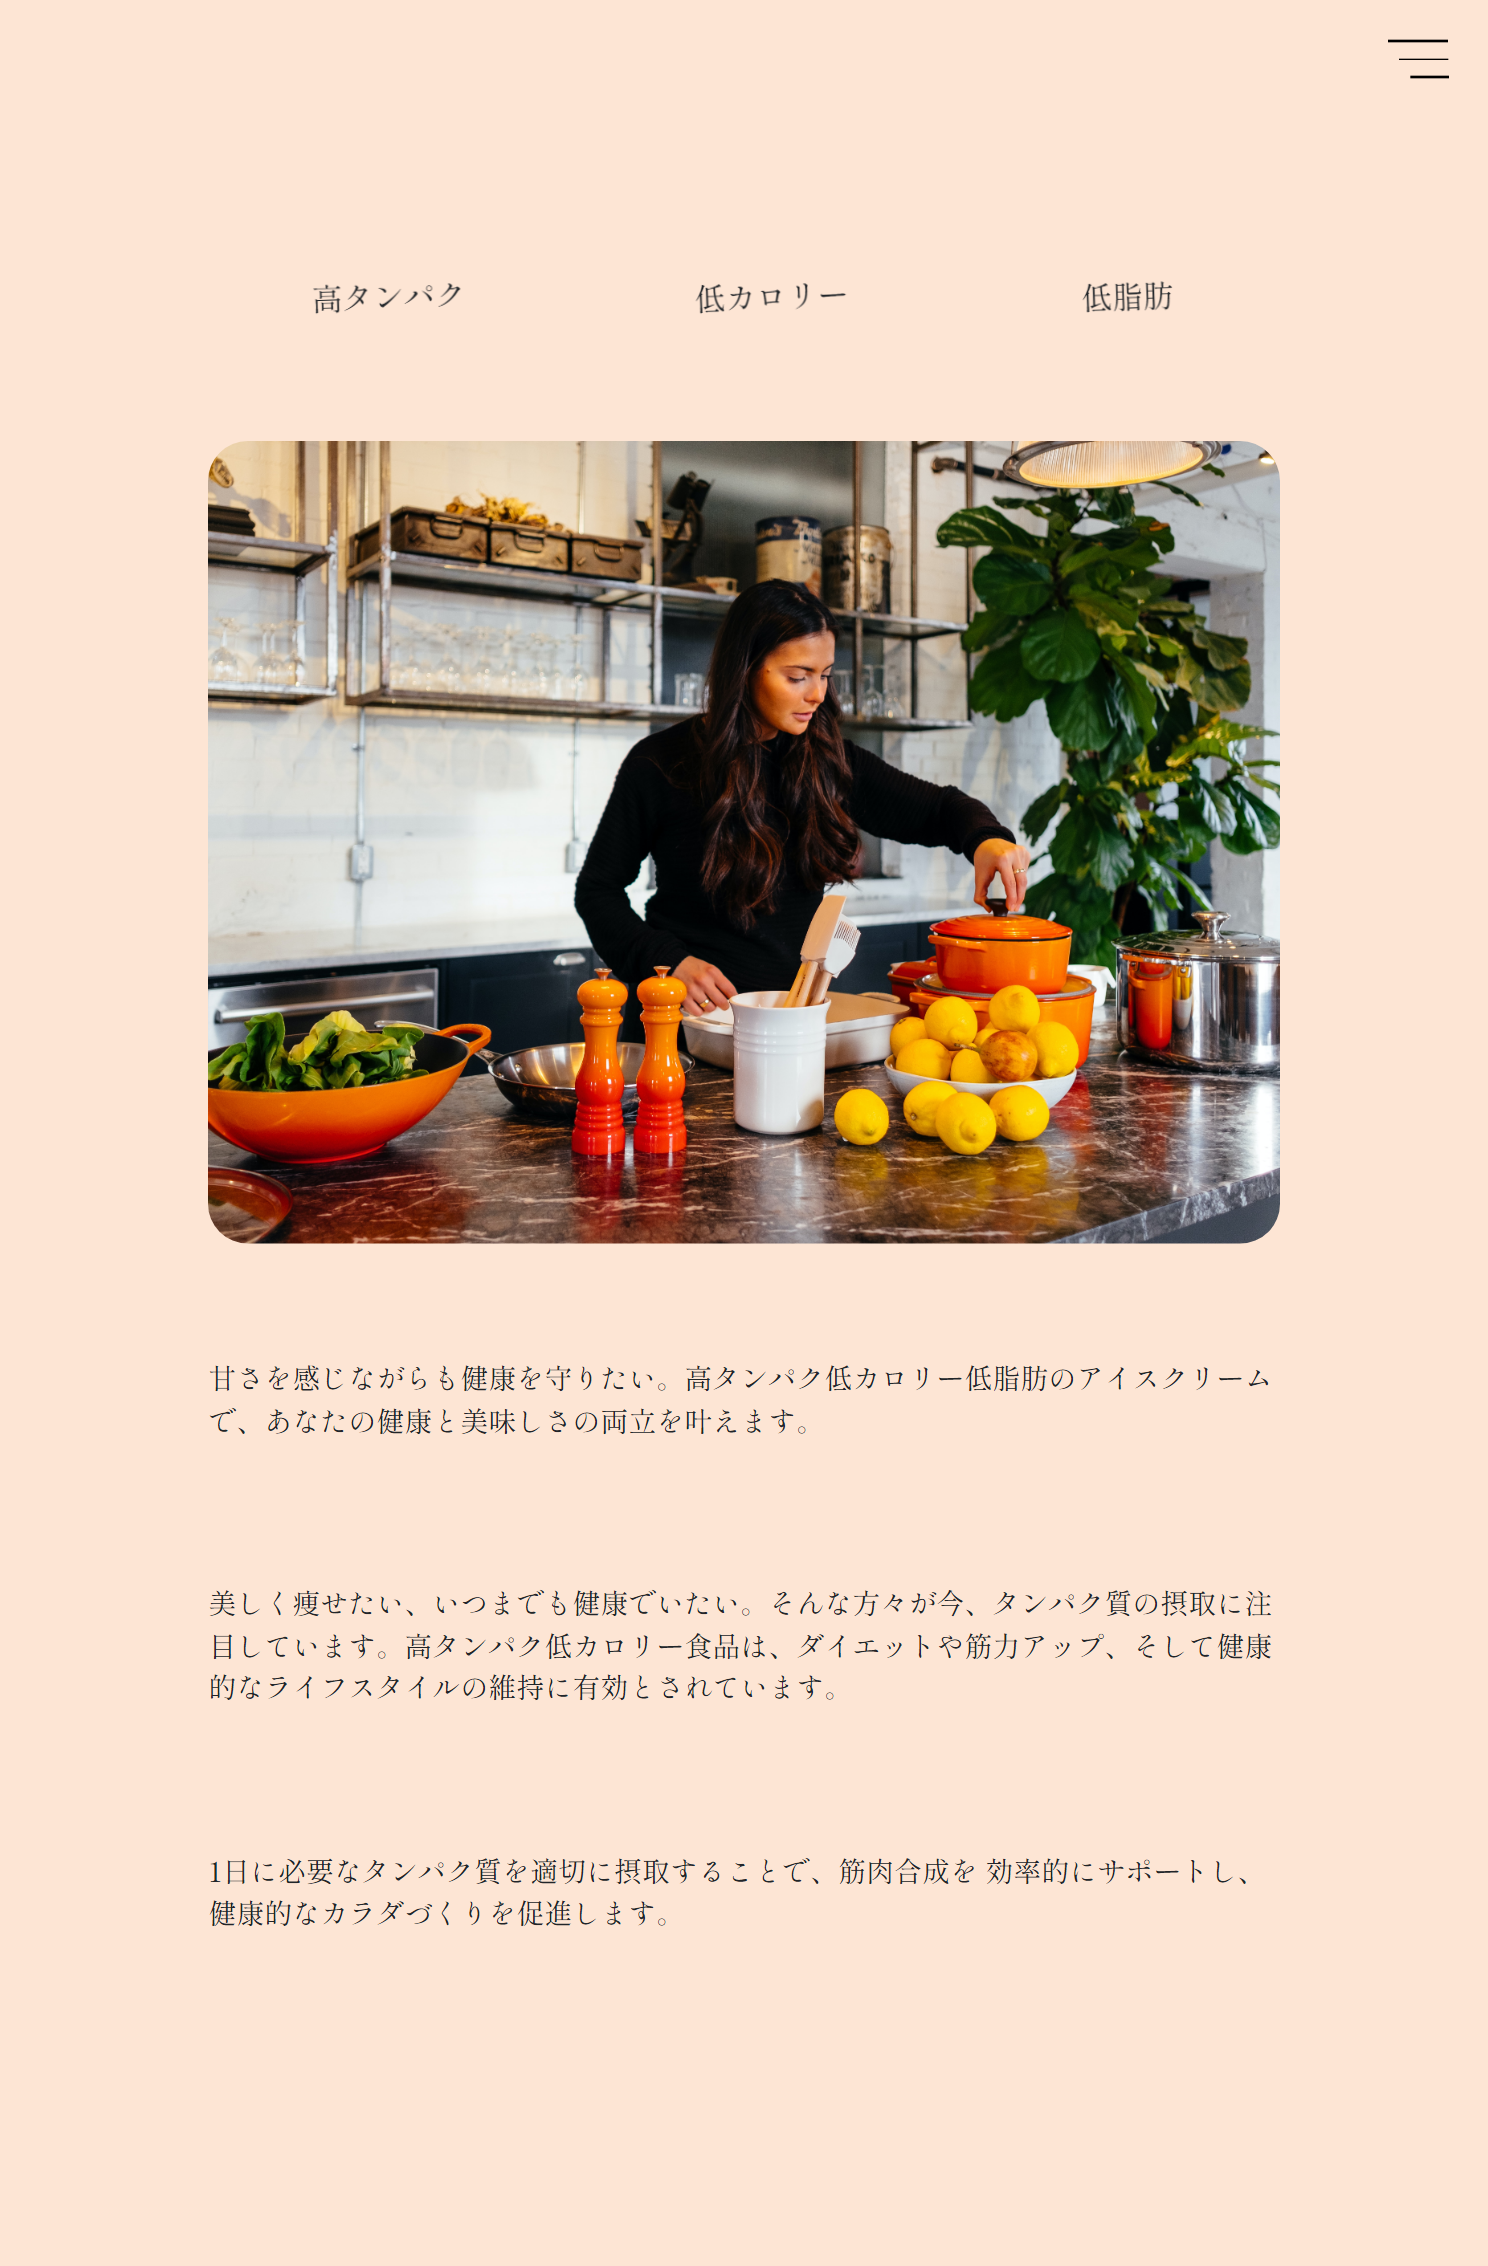 高タンパク
低カロリー
低脂肪
甘さを感じながらも健康を守りたい。高タンパク低カロリー低脂肪のアイスクリーム
で、あなたの健康と美味しさの両立を叶えます。
美しく痩せたい、いつまでも健康でいたい。そんな方々が今、タンパク質の摂取に注
目しています。高タンパク低カロリー食品は、ダイエットや筋力アップ、そして健康
的なライフスタイルの維持に有効とされています。
1日に必要なタンパク質を適切に摂取することで、筋肉合成を 効率的にサポートし、
健康的なカラダづくりを促進します。